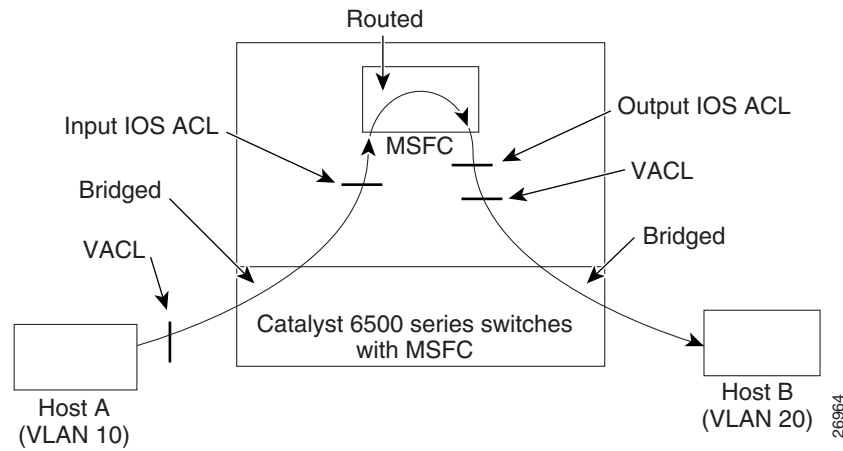 Routed
Input IOS ACL
MSFC
Output IOS ACL
VACL
Bridged
Bridged
VACL
Catalyst 6500 series switches
with MSFC
Host A
(VLAN 10)
Host B
(VLAN 20)
26964